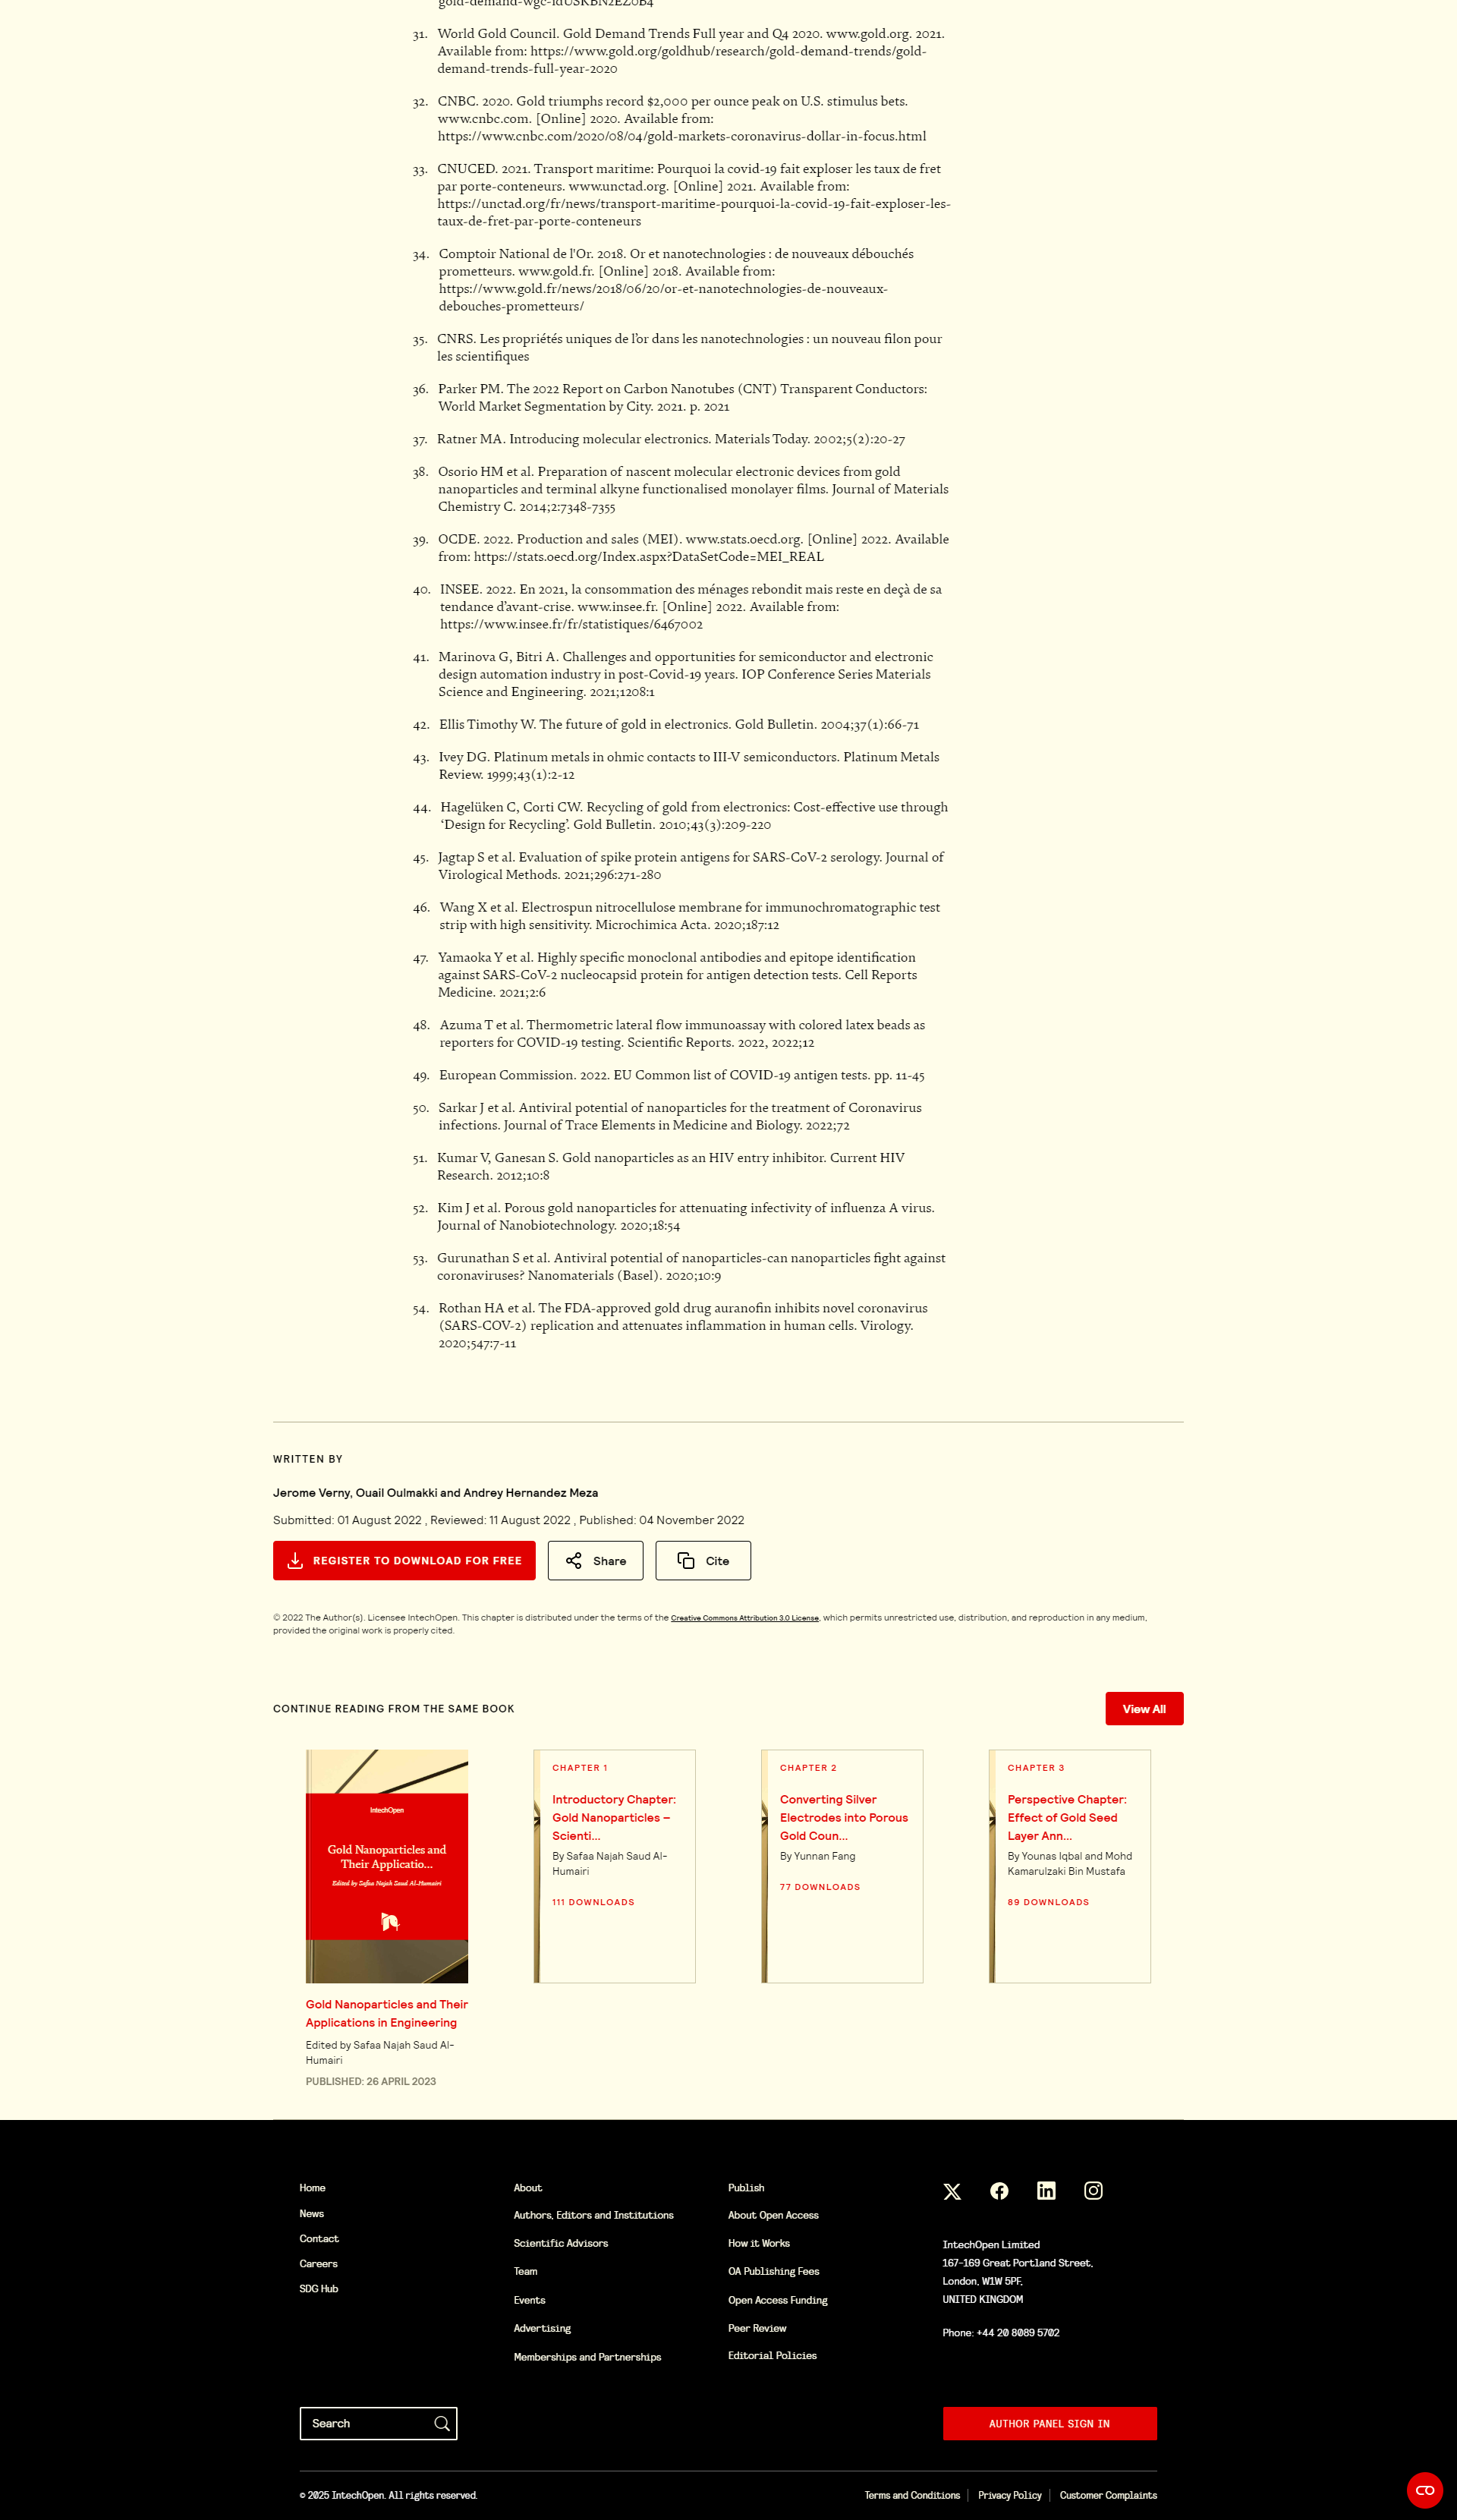 gold-demand-wgc-idUSKBN2EZ0B4
31. World Gold Council. Gold Demand Trends Full year and Q4 2020. www.gold.org. 2021.
Available from: https://www.gold.org/goldhub/research/gold-demand-trends/gold-
demand-trends-full-year-2020
32. CNBC. 2020. Gold triumphs record $2,000 per ounce peak on U.S. stimulus bets.
www.cnbc.com. [Online] 2020. Available from:
https://www.cnbc.com/2020/08/04/gold-markets-coronavirus-dollar-in-focus.html
33. CNUCED. 2021. Transport maritime: Pourquoi la covid-19 fait exploser les taux de fret
par porte-conteneurs. www.unctad.org. [Online] 2021. Available from:
https://unctad.org/fr/news/transport-maritime-pourquoi-la-covid-19-fait-exploser-les-
taux-de-fret-par-porte-conteneurs
34. Comptoir National de l'Or. 2018. Or et nanotechnologies : de nouveaux débouchés
prometteurs. www.gold.fr. [Online] 2018. Available from:
https://www.gold.fr/news/2018/06/20/or-et-nanotechnologies-de-nouveaux-
debouches-prometteurs/
35. CNRS. Les propriétés uniques de l’or dans les nanotechnologies : un nouveau filon pour
les scientifiques
36. Parker PM. The 2022 Report on Carbon Nanotubes (CNT) Transparent Conductors:
World Market Segmentation by City. 2021. p. 2021
37. Ratner MA. Introducing molecular electronics. Materials Today. 2002;5(2):20-27
38. Osorio HM et al. Preparation of nascent molecular electronic devices from gold
nanoparticles and terminal alkyne functionalised monolayer films. Journal of Materials
Chemistry C. 2014;2:7348-7355
39. OCDE. 2022. Production and sales (MEI). www.stats.oecd.org. [Online] 2022. Available
from: https://stats.oecd.org/Index.aspx?DataSetCode=MEI_REAL
40. INSEE. 2022. En 2021, la consommation des ménages rebondit mais reste en deçà de sa
tendance d’avant-crise. www.insee.fr. [Online] 2022. Available from:
https://www.insee.fr/fr/statistiques/6467002
41. Marinova G, Bitri A. Challenges and opportunities for semiconductor and electronic
design automation industry in post-Covid-19 years. IOP Conference Series Materials
Science and Engineering. 2021;1208:1
42. Ellis Timothy W. The future of gold in electronics. Gold Bulletin. 2004;37(1):66-71
43. Ivey DG. Platinum metals in ohmic contacts to III-V semiconductors. Platinum Metals
Review. 1999;43(1):2-12
44. Hagelüken C, Corti CW. Recycling of gold from electronics: Cost-effective use through
‘Design for Recycling’. Gold Bulletin. 2010;43(3):209-220
45. Jagtap S et al. Evaluation of spike protein antigens for SARS-CoV-2 serology. Journal of
Virological Methods. 2021;296:271-280
46. Wang X et al. Electrospun nitrocellulose membrane for immunochromatographic test
strip with high sensitivity. Microchimica Acta. 2020;187:12
47. Yamaoka Y et al. Highly specific monoclonal antibodies and epitope identification
against SARS-CoV-2 nucleocapsid protein for antigen detection tests. Cell Reports
Medicine. 2021;2:6
48. Azuma T et al. Thermometric lateral flow immunoassay with colored latex beads as
reporters for COVID-19 testing. Scientific Reports. 2022, 2022;12
49. European Commission. 2022. EU Common list of COVID-19 antigen tests. pp. 11-45
50. Sarkar J et al. Antiviral potential of nanoparticles for the treatment of Coronavirus
infections. Journal of Trace Elements in Medicine and Biology. 2022;72
51. Kumar V, Ganesan S. Gold nanoparticles as an HIV entry inhibitor. Current HIV
Research. 2012;10:8
52. Kim J et al. Porous gold nanoparticles for attenuating infectivity of influenza A virus.
Journal of Nanobiotechnology. 2020;18:54
53. Gurunathan S et al. Antiviral potential of nanoparticles-can nanoparticles fight against
coronaviruses? Nanomaterials (Basel). 2020;10:9
54. Rothan HA et al. The FDA-approved gold drug auranofin inhibits novel coronavirus
(SARS-COV-2) replication and attenuates inflammation in human cells. Virology.
2020;547:7-11
WRITTEN BY
Jerome Verny, Ouail Oulmakki and Andrey Hernandez Meza
Submitted: 01 August 2022 , Reviewed: 11 August 2022 , Published: 04 November 2022
REGISTER TO DOWNLOAD FOR FREE
Share
Cite
© 2022 The Author(s). Licensee IntechOpen. This chapter is distributed under the terms of the Creative Commons Attribution 3.0 License, which permits unrestricted use, distribution, and reproduction in any medium,
provided the original work is properly cited.
CONTINUE READING FROM THE SAME BOOK
View All
IntechOpen
Gold Nanoparticles and
Their Applicatio...
Edited by Safaa Najah Saud Al-Humairi
Gold Nanoparticles and Their
Applications in Engineering
Edited by Safaa Najah Saud Al-
Humairi
PUBLISHED: 26 APRIL 2023
CHAPTER 1
Introductory Chapter:
Gold Nanoparticles –
Scienti...
By Safaa Najah Saud Al-
Humairi
111 DOWNLOADS
CHAPTER 2
Converting Silver
Electrodes into Porous
Gold Coun...
By Yunnan Fang
77 DOWNLOADS
CHAPTER 3
Perspective Chapter:
Effect of Gold Seed
Layer Ann...
By Younas Iqbal and Mohd
Kamarulzaki Bin Mustafa
89 DOWNLOADS
Home
News
Contact
Careers
SDG Hub
About
Authors, Editors and Institutions
Scientific Advisors
Team
Events
Advertising
Memberships and Partnerships
Publish
About Open Access
How it Works
OA Publishing Fees
Open Access Funding
Peer Review
Editorial Policies
IntechOpen Limited
167-169 Great Portland Street,
London, W1W 5PF,
UNITED KINGDOM
Phone: +44 20 8089 5702
Search
AUTHOR PANEL SIGN IN
© 2025 IntechOpen. All rights reserved.
Terms and Conditions
Privacy Policy
Customer Complaints